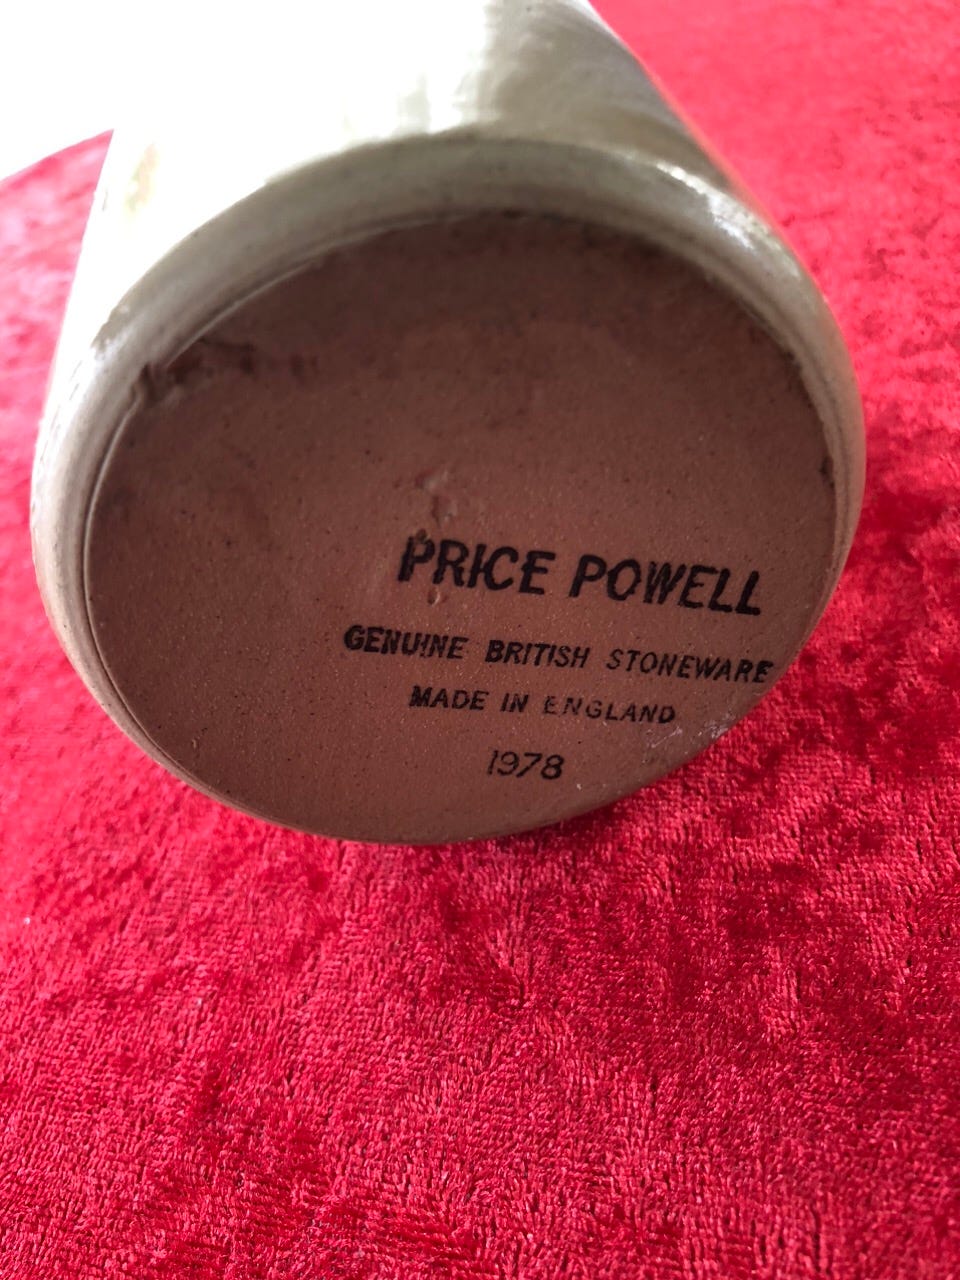 PRICE POWELL
GENUINE BRITISH STONEWARE
MADE IN ENGLAND
1978